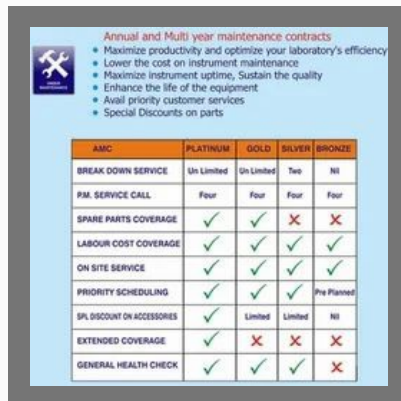 Annual and Multi year maintenance contracts
Maximize productivity and optimize your laboratory's efficiency
Lower the cost on instrument maintenance
Maximize instrument uptime, Sustain the quality
Enhance the life of the equipment
Avail priority customer services
Special Discounts on parts
AMC PLATINUM GOLD SILVER BRONZE
BREAK DOWN SERVICE Un Limited Un Limited Two Nil
P.M. SERVICE CALL Four Four Four Four
SPARE PARTS COVERAGE ✓ ✓ ✗ ✗
LABOUR COST COVERAGE ✓ ✓ ✓ ✓
ON SITE SERVICE ✓ ✓ ✓ ✓
PRIORITY SCHEDULING ✓ ✓ ✓ Pre Planned
SPL DISCOUNT ON ACCESSORIES ✓ Limited Limited Nil
EXTENDED COVERAGE ✓ ✗ ✗ ✗
GENERAL HEALTH CHECK ✓ ✓ ✓ ✗